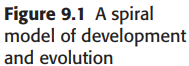 Figure 9.1 A spiral
model of development
and evolution